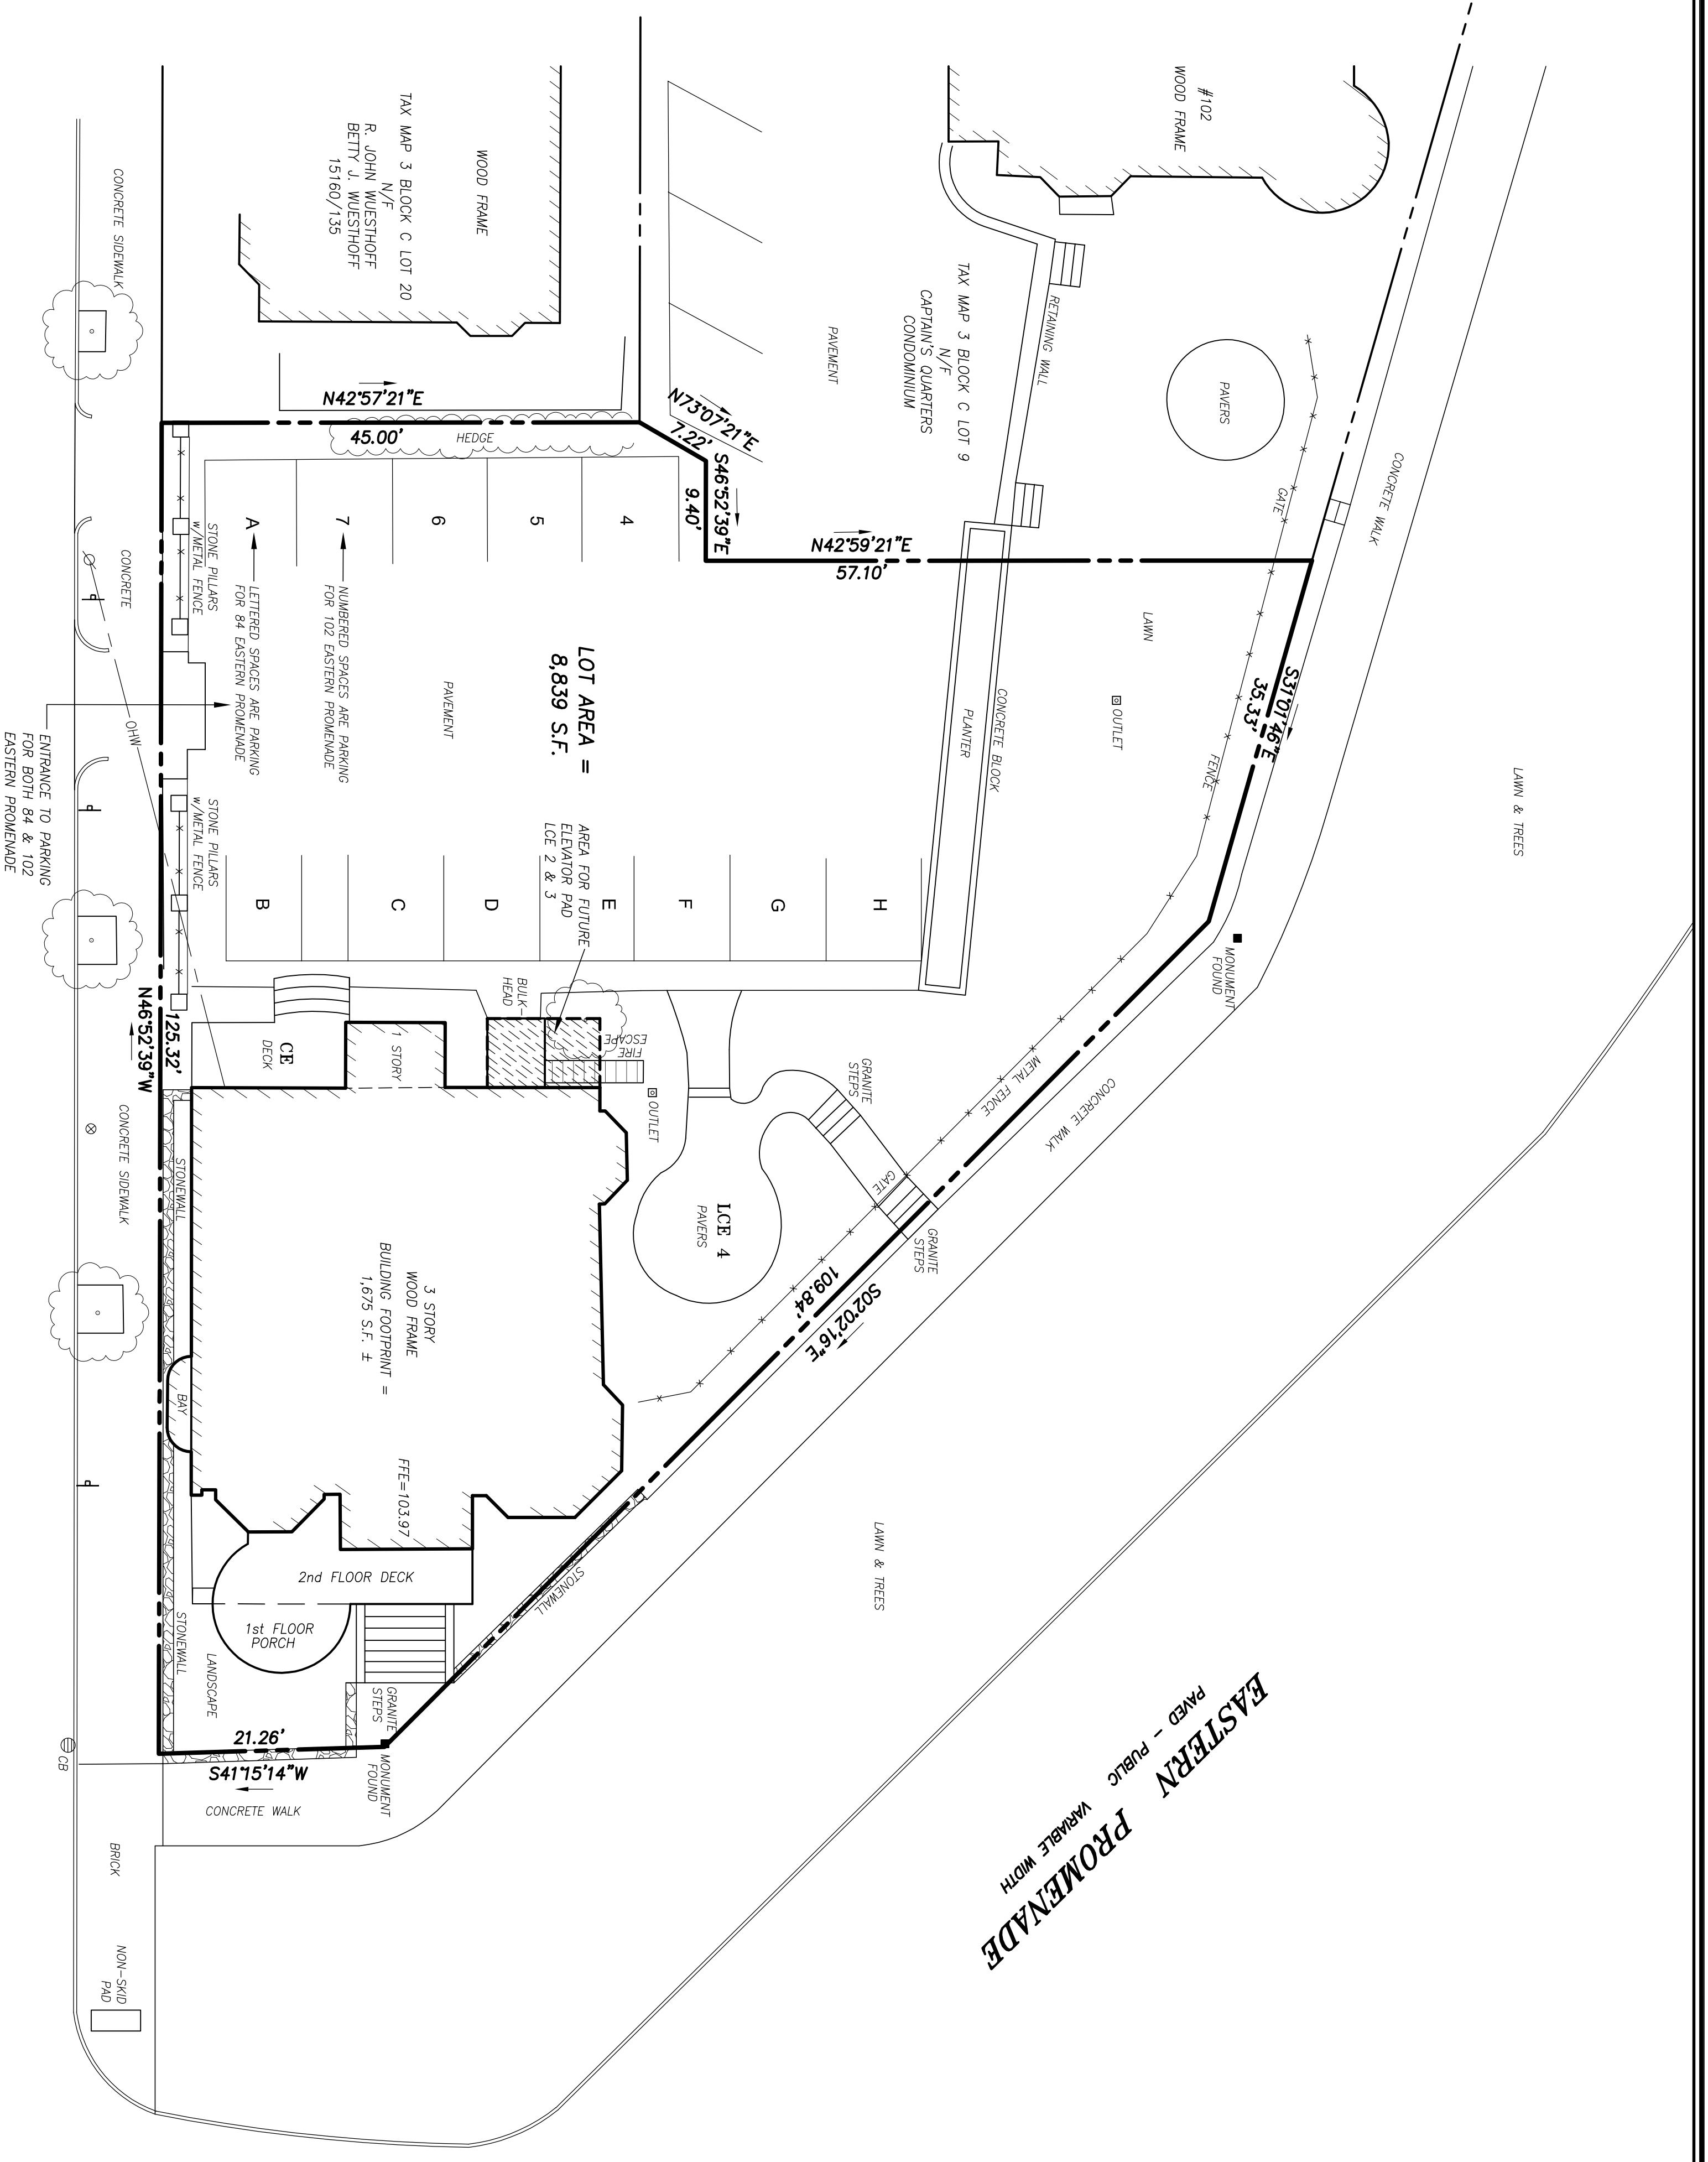 #102
WOOD FRAME
WOOD FRAME
TAX MAP 3 BLOCK C LOT 20
N/F
R. JOHN WUESTHOFF
BETTY J. WUESTHOFF
15160/135
CONCRETE SIDEWALK
TAX MAP 3 BLOCK C LOT 9
N/F
CAPTAIN'S QUARTERS
CONDOMINIUM
RETAINING WALL
PAVEMENT
PAVERS
GATE
CONCRETE WALK
N42°57'21"E
45.00'
HEDGE
N73°07'21"E
7.22'
S46°52'39"E
9.40'
N42°59'21"E
57.10'
S31°01'46"E
35.33'
FENCE
LAWN & TREES
LAWN
OUTLET
CONCRETE BLOCK
PLANTER
A
7
6
5
4
STONE PILLARS
w/METAL FENCE
CONCRETE
LETTERED SPACES ARE PARKING
FOR 84 EASTERN PROMENADE
NUMBERED SPACES ARE PARKING
FOR 102 EASTERN PROMENADE
LOT AREA =
8,839 S.F.
PAVEMENT
OHW
ENTRANCE TO PARKING
FOR BOTH 84 & 102
EASTERN PROMENADE
STONE PILLARS
w/METAL FENCE
AREA FOR FUTURE
ELEVATOR PAD
LCE 2 & 3
B
C
D
E
F
G
H
MONUMENT
FOUND
125.32'
N46°52'39"W
CE
DECK
1 STORY
BULK-
HEAD
FIRE
ESCAPE
OUTLET
GRANITE
STEPS
METAL FENCE
CONCRETE WALK
GATE
GRANITE
STEPS
LCE 4
PAVERS
109.84'
S02°02'16"E
CONCRETE SIDEWALK
STONEWALL
BAY
3 STORY
WOOD FRAME
BUILDING FOOTPRINT =
1,675 S.F. ±
FFE=103.97
LAWN & TREES
2nd FLOOR DECK
1st FLOOR
PORCH
STONEWALL
STONEWALL
LANDSCAPE
GRANITE
STEPS
MONUMENT
FOUND
21.26'
S41°15'14"W
CONCRETE WALK
CB
BRICK
NON-SKID
PAD
EASTERN PROMENADE
PAVED - PUBLIC VARIABLE WIDTH